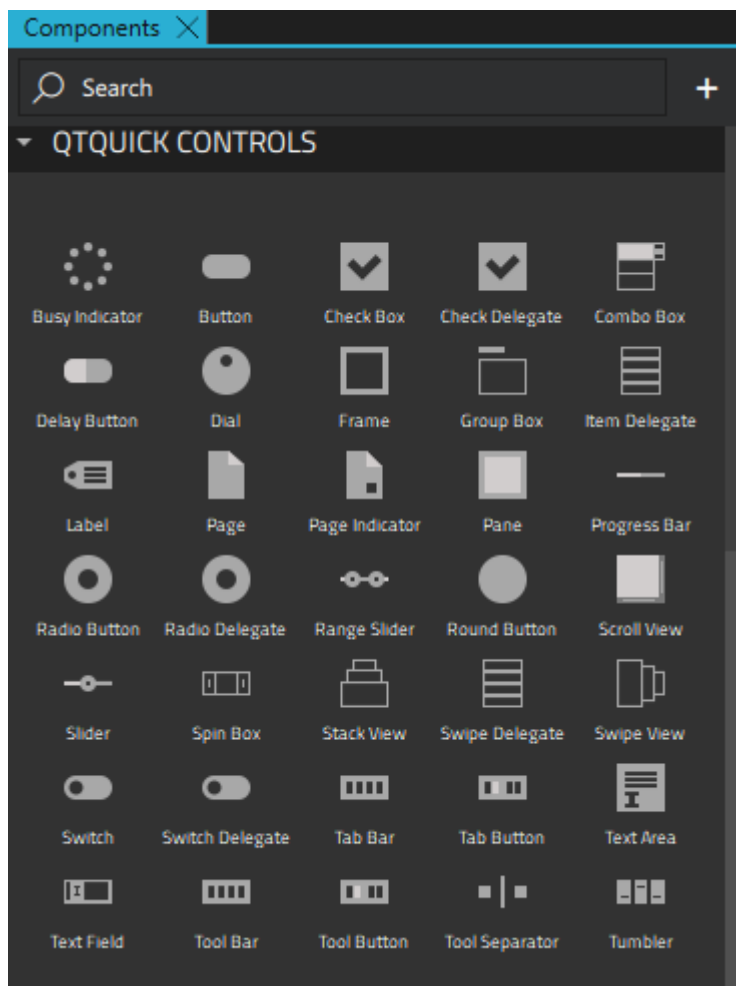 Components
Search
QTQUICK CONTROLS
Busy Indicator Button Check Box Check Delegate Combo Box
Delay Button Dial Frame Group Box Item Delegate
Label Page Page Indicator Pane Progress Bar
Radio Button Radio Delegate Range Slider Round Button Scroll View
Slider Spin Box Stack View Swipe Delegate Swipe View
Switch Switch Delegate Tab Bar Tab Button Text Area
Text Field Tool Bar Tool Button Tool Separator Tumbler